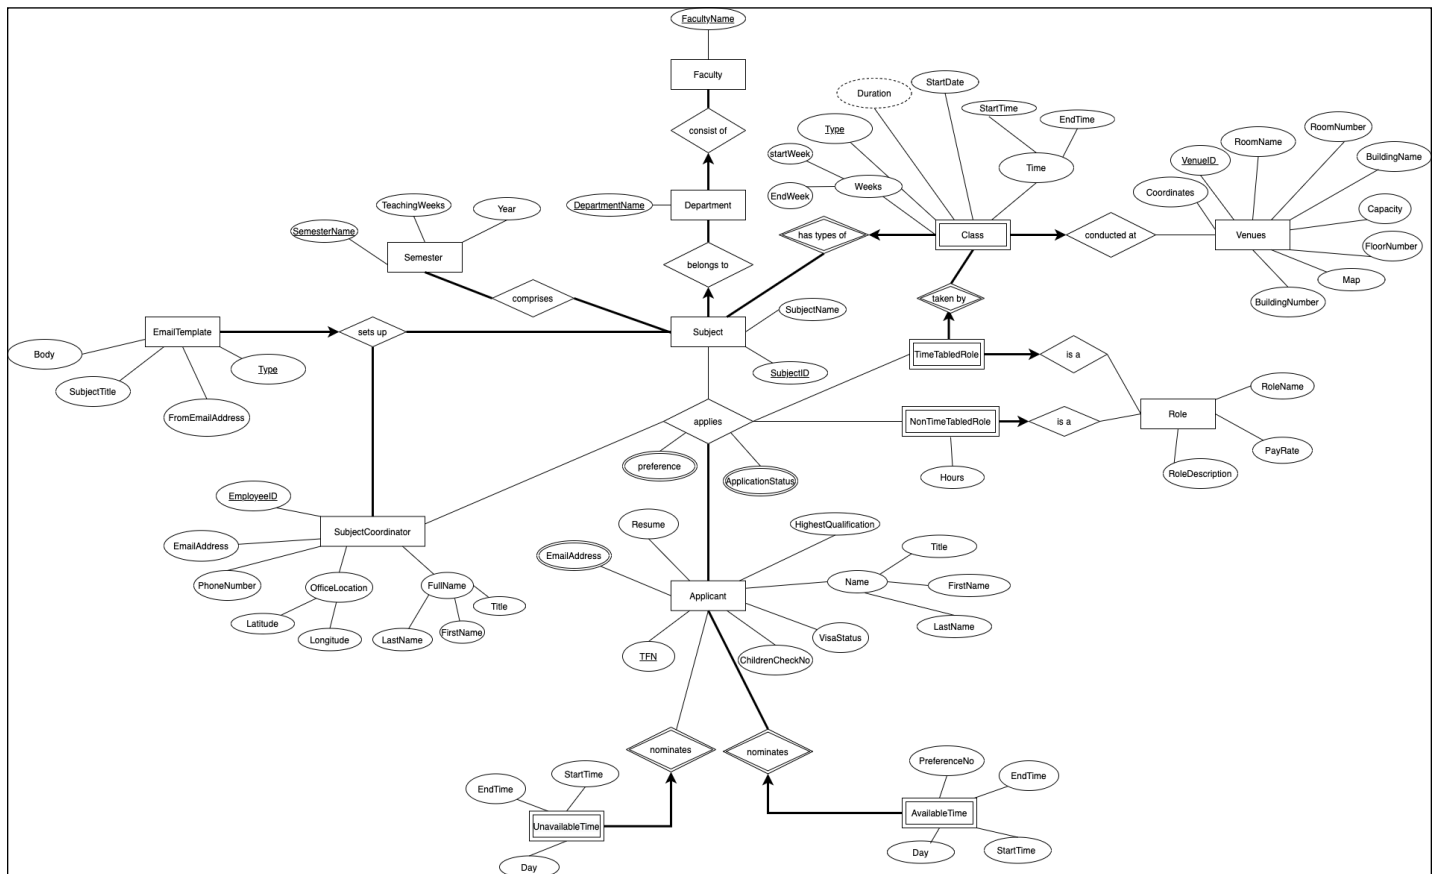 FacultyName
Faculty
consist of
DepartmentName
Department
belongs to
Duration
StartDate
StartTime
EndTime
Type
Time
startWeek
Weeks
EndWeek
has types of
Class
conducted at
RoomNumber
RoomName
VenueID
BuildingName
Coordinates
Capacity
Venues
FloorNumber
Map
BuildingNumber
TeachingWeeks
Year
SemesterName
Semester
comprises
taken by
SubjectName
EmailTemplate
sets up
Subject
Body
Type
SubjectID
TimeTabledRole
is a
SubjectTitle
FromEmailAddress
RoleName
applies
NonTimeTabledRole
is a
Role
preference
ApplicationStatus
Hours
PayRate
RoleDescription
EmployeeID
SubjectCoordinator
EmailAddress
PhoneNumber
OfficeLocation
FullName
Title
Latitude
Longitude
LastName
FirstName
Resume
HighestQualification
EmailAddress
Title
Name
FirstName
Applicant
LastName
VisaStatus
TFN
ChildrenCheckNo
nominates
nominates
StartTime
EndTime
UnavailableTime
Day
PreferenceNo
EndTime
AvailableTime
Day
StartTime